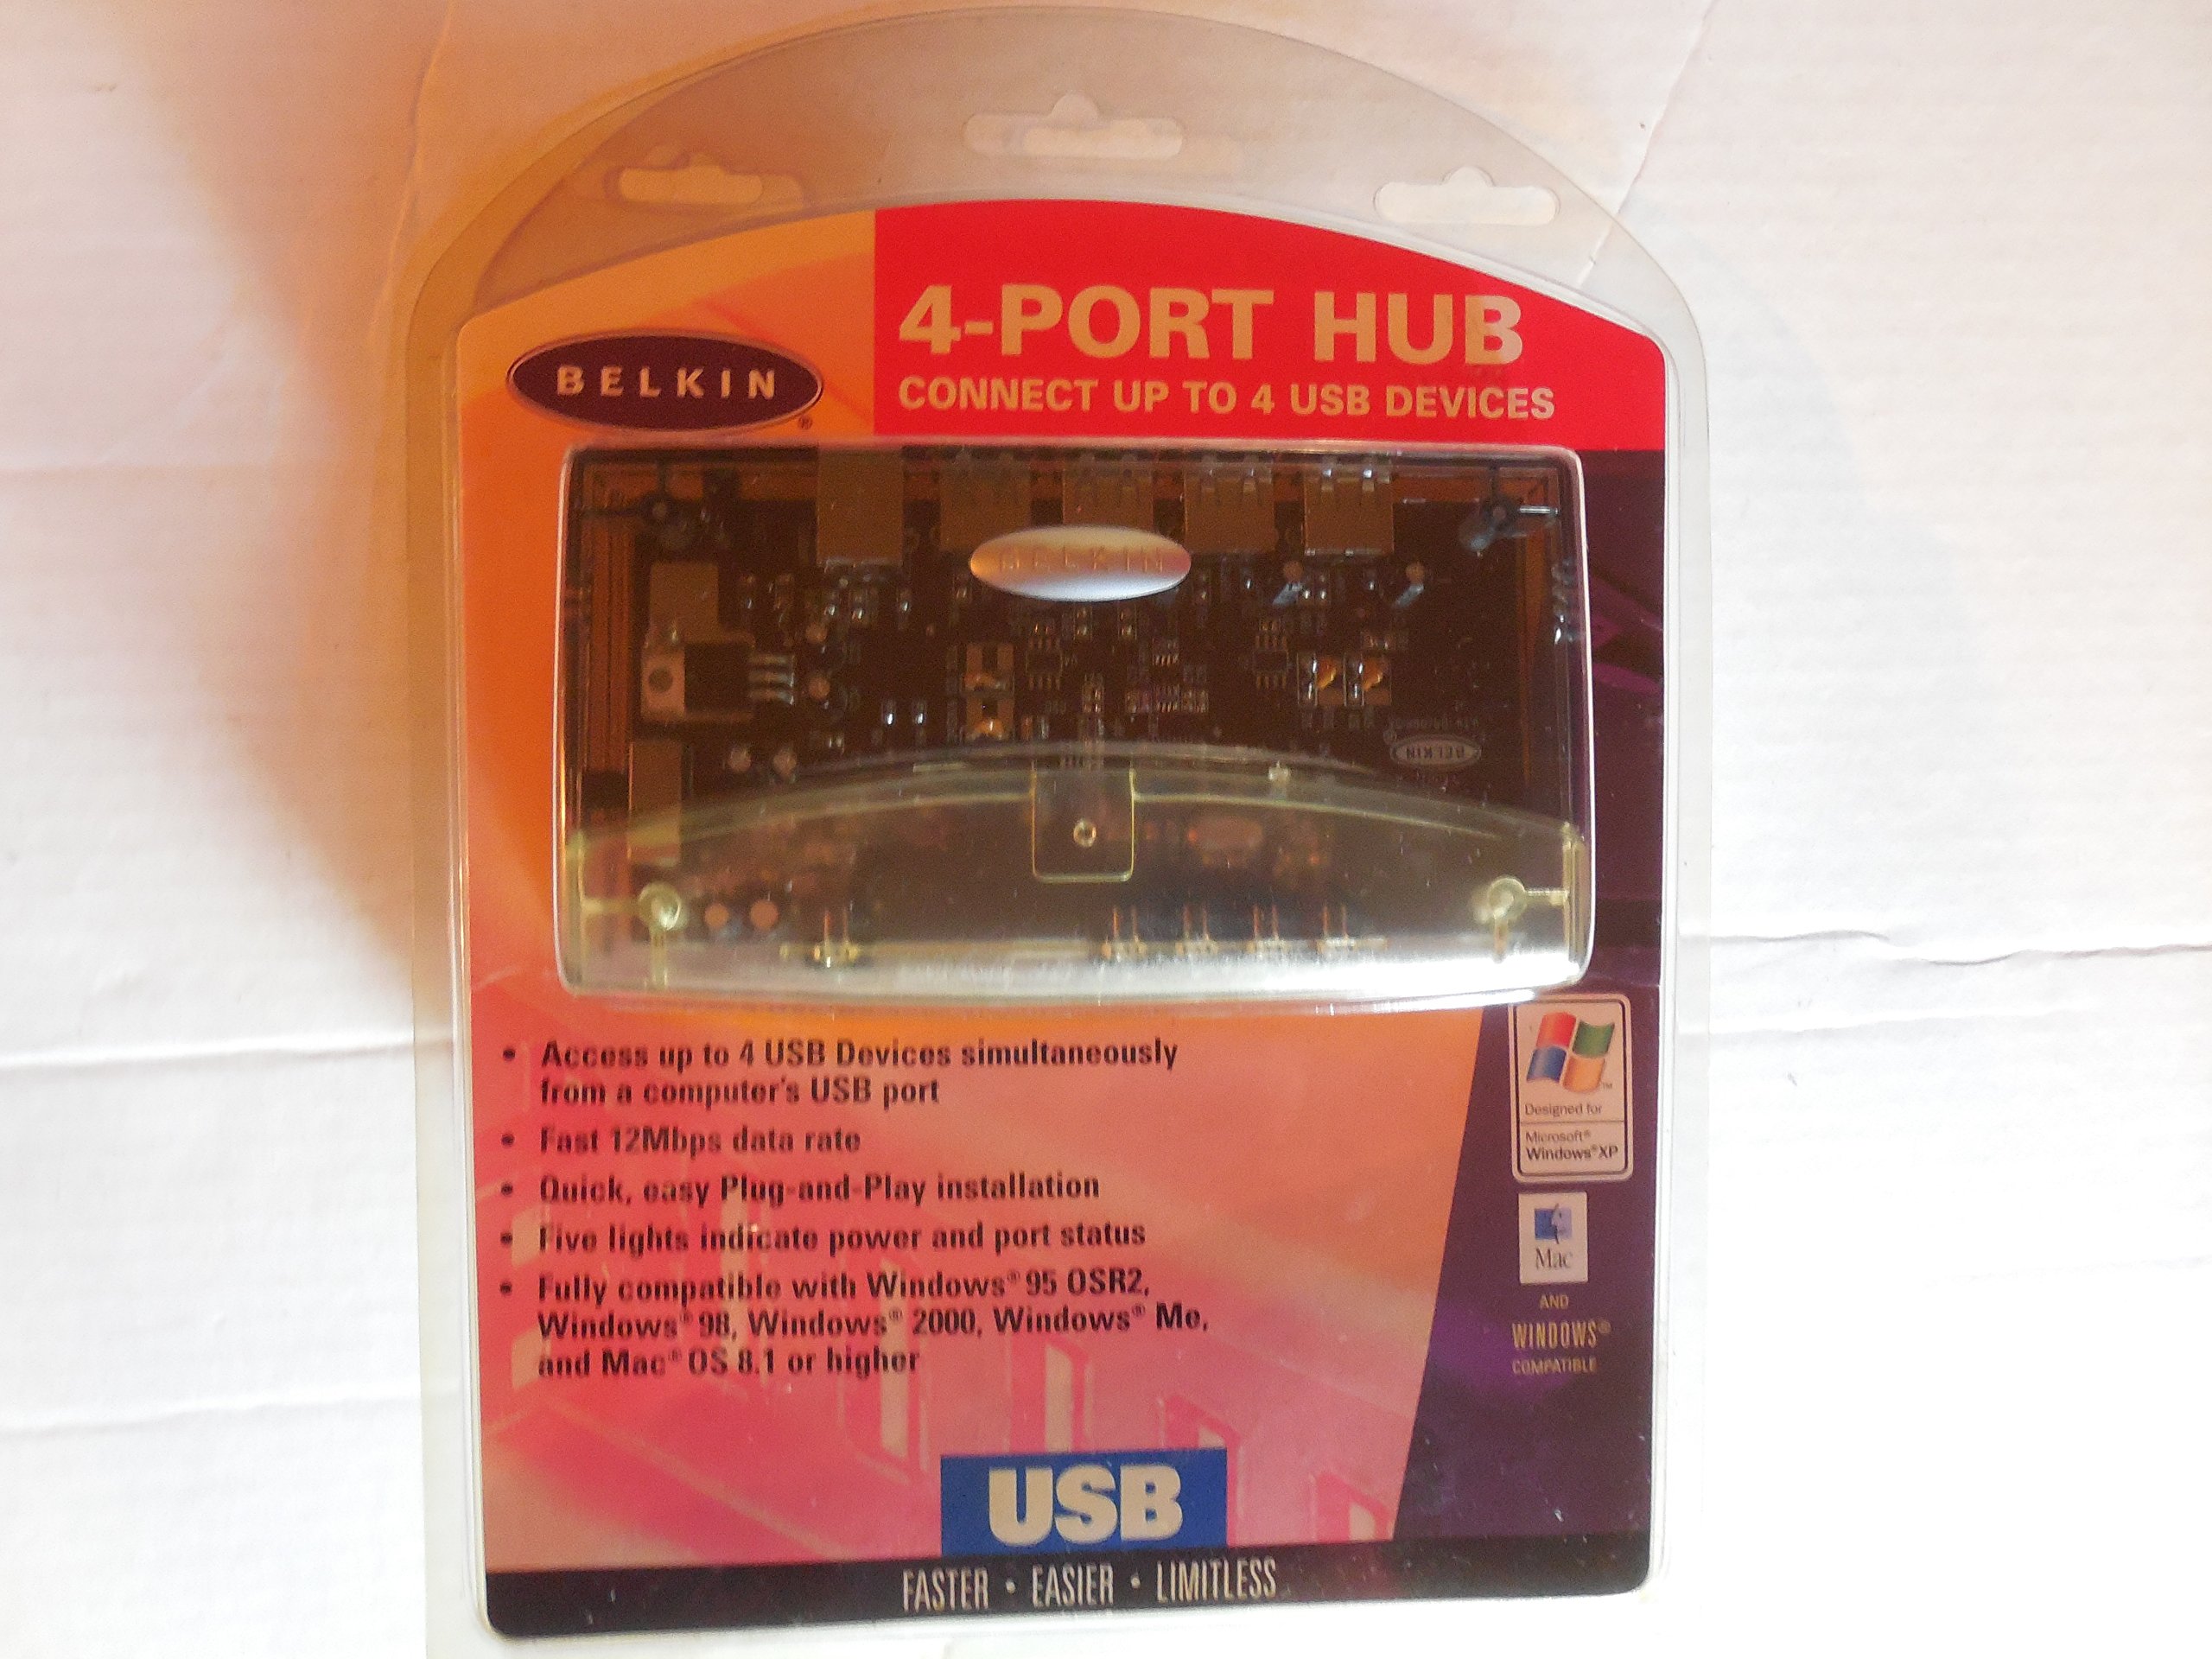 4-PORT HUB
BELKIN®
CONNECT UP TO 4 USB DEVICES
BELKIN
BELKIN
• Access up to 4 USB Devices simultaneously
from a computer's USB port
• Fast 12Mbps data rate
• Quick, easy Plug-and-Play installation
• Five lights indicate power and port status
• Fully compatible with Windows® 95 OSR2,
Windows® 98, Windows® 2000, Windows® Me,
and Mac® OS 8.1 or higher
™
Designed for
Microsoft®
Windows®XP
Mac
AND
WINDOWS®
COMPATIBLE
USB
FASTER • EASIER • LIMITLESS